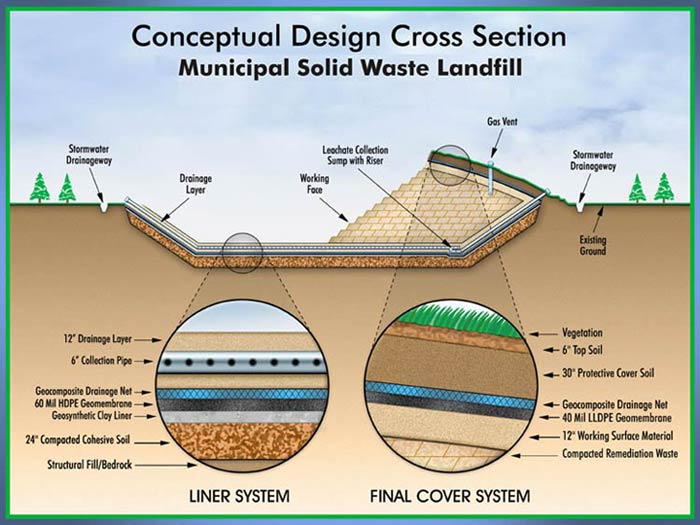 Conceptual Design Cross Section
Municipal Solid Waste Landfill
Gas Vent
Stormwater
Drainageway
Leachate Collection
Sump with Riser
Stormwater
Drainageway
Drainage
Layer
Working
Face
Existing
Ground
12" Drainage Layer
6" Collection Pipe
Geocomposite Drainage Net
60 Mil HDPE Geomembrane
Geosynthetic Clay Liner
24" Compacted Cohesive Soil
Structural Fill/Bedrock
LINER SYSTEM
Vegetation
6" Top Soil
30" Protective Cover Soil
Geocomposite Drainage Net
40 Mil LLDPE Geomembrane
12" Working Surface Material
Compacted Remediation Waste
FINAL COVER SYSTEM